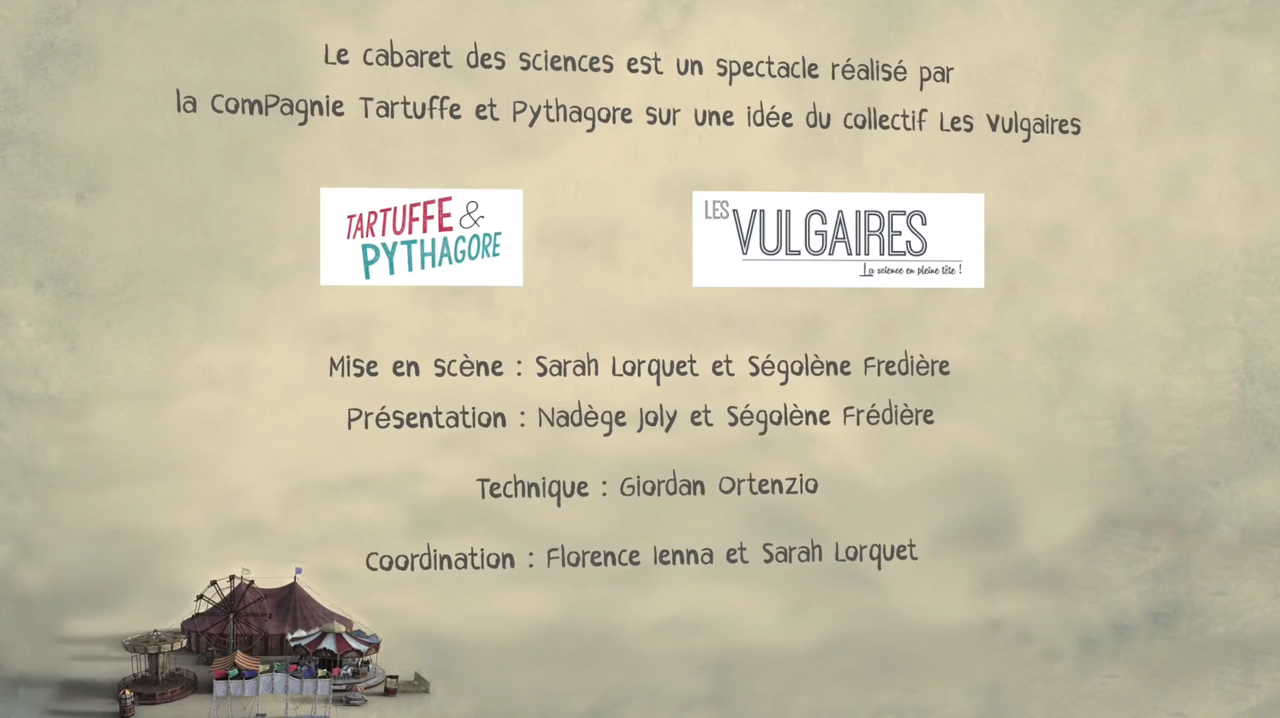 Le cabaret des sciences est un spectacle réalisé par
la ComPagnie Tartuffe et Pythagore sur une idée du collectif Les Vulgaires
TARTUFFE &
PYTHAGORE
LES
VULGAIRES
La science en pleine tête !
Mise en scène : Sarah Lorquet et Ségolène Fredière
Présentation : Nadège Joly et Ségolène Frédière
Technique : Giordan Ortenzio
Coordination : Florence Ienna et Sarah Lorquet